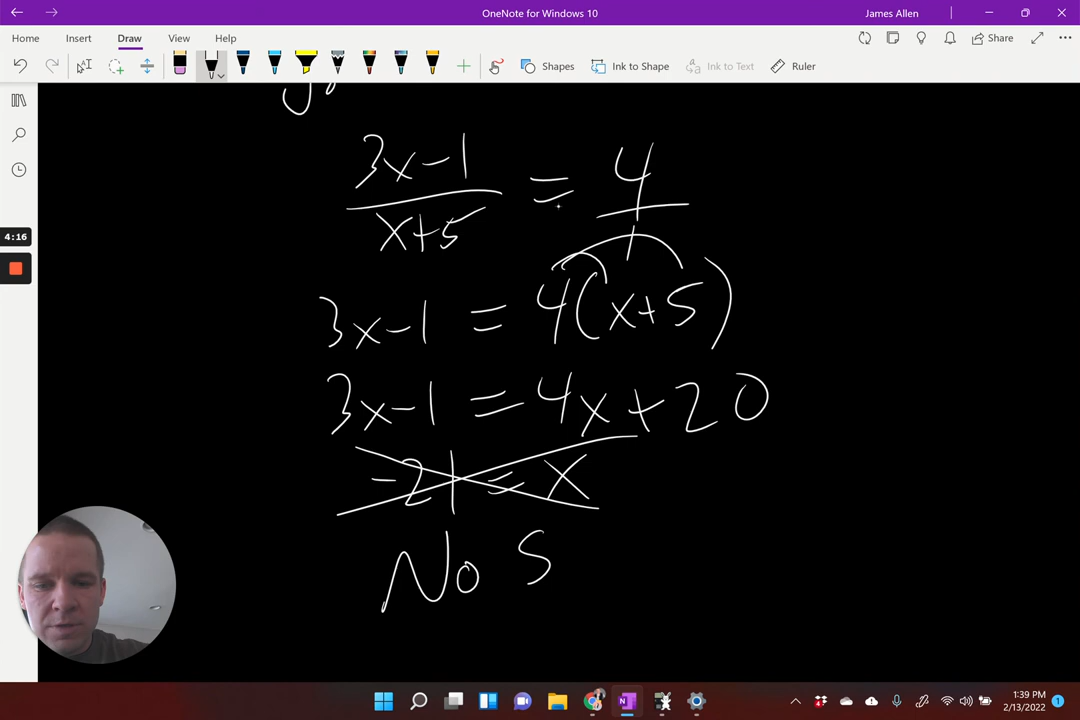 OneNote for Windows 10
James Allen
Home Insert Draw View Help
Share
Shapes Ink to Shape Ink to Text Ruler
3x-1 / x+5 = 4 / 1
3x-1 = 4(x+5)
3x-1 = 4x+20
-21 = x
No S
4:16
1:39 PM
2/13/2022
1